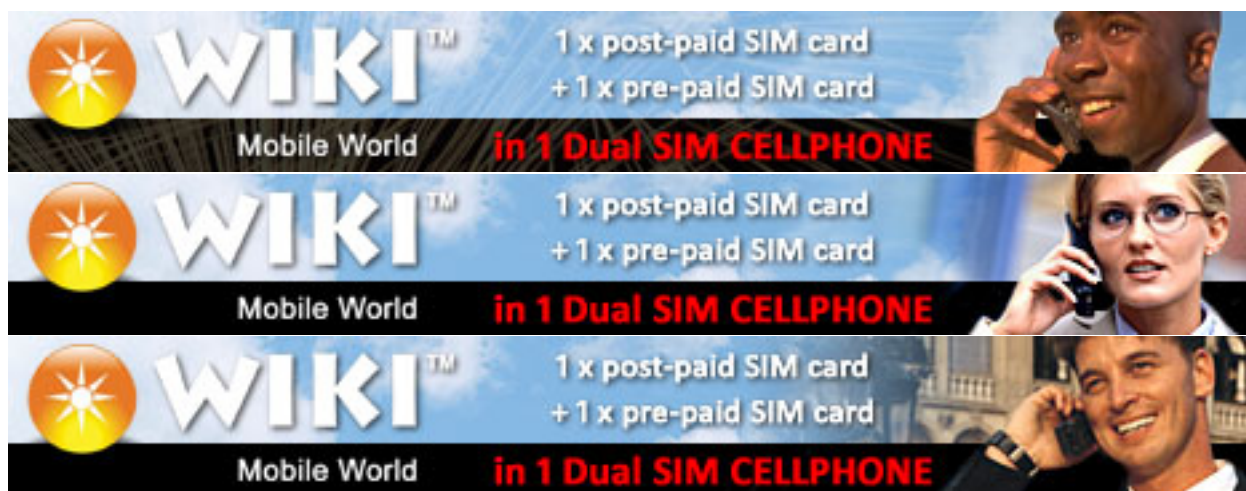 WIKI™
1 x post-paid SIM card
+ 1 x pre-paid SIM card
Mobile World
in 1 Dual SIM CELLPHONE
WIKI™
1 x post-paid SIM card
+ 1 x pre-paid SIM card
Mobile World
in 1 Dual SIM CELLPHONE
WIKI™
1 x post-paid SIM card
+ 1 x pre-paid SIM card
Mobile World
in 1 Dual SIM CELLPHONE